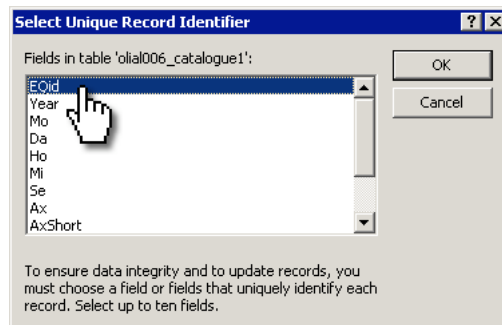 Select Unique Record Identifier
Fields in table 'olial006_catalogue1':
OK
EQid
Year
Cancel
Mo
Da
Ho
Mi
Se
Ax
AxShort
To ensure data integrity and to update records, you
must choose a field or fields that uniquely identify each
record. Select up to ten fields.